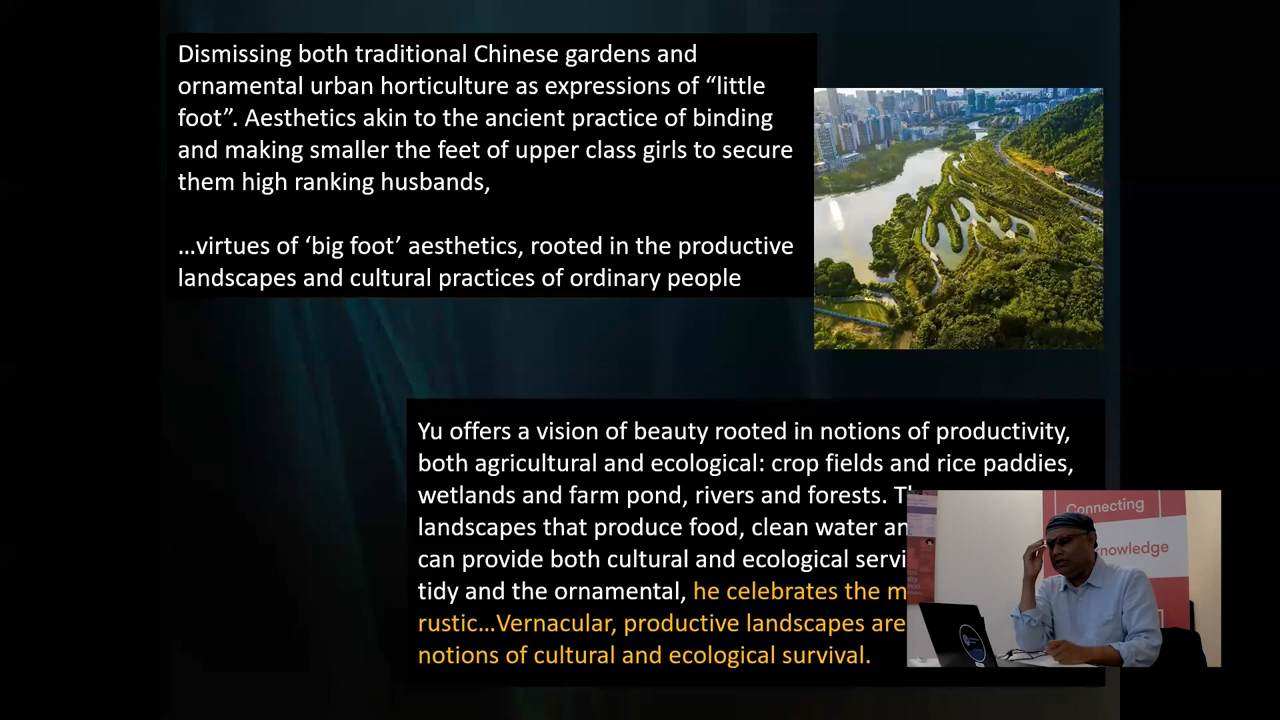 Dismissing both traditional Chinese gardens and
ornamental urban horticulture as expressions of “little
foot”. Aesthetics akin to the ancient practice of binding
and making smaller the feet of upper class girls to secure
them high ranking husbands,
…virtues of ‘big foot’ aesthetics, rooted in the productive
landscapes and cultural practices of ordinary people
Yu offers a vision of beauty rooted in notions of productivity,
both agricultural and ecological: crop fields and rice paddies,
wetlands and farm pond, rivers and forests.
landscapes that produce food, clean water
can provide both cultural and ecological
tidy and the ornamental, he celebrates the
rustic…Vernacular, productive landscapes are
notions of cultural and ecological survival.
Connecting